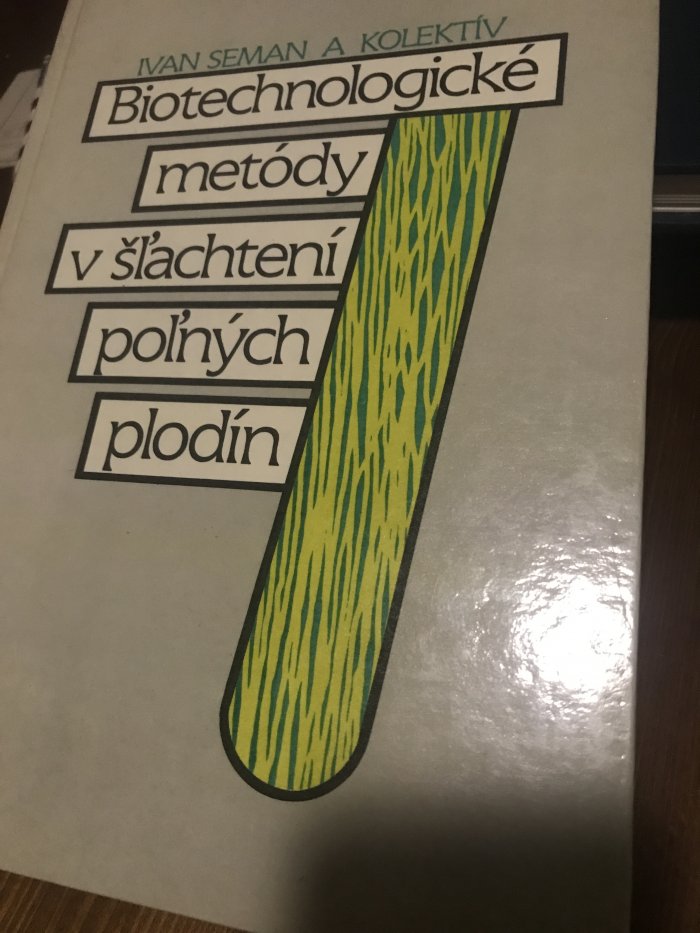 IVAN SEMAN A KOLEKTÍV
Biotechnologické
metódy
v šľachtení
poľných
plodín